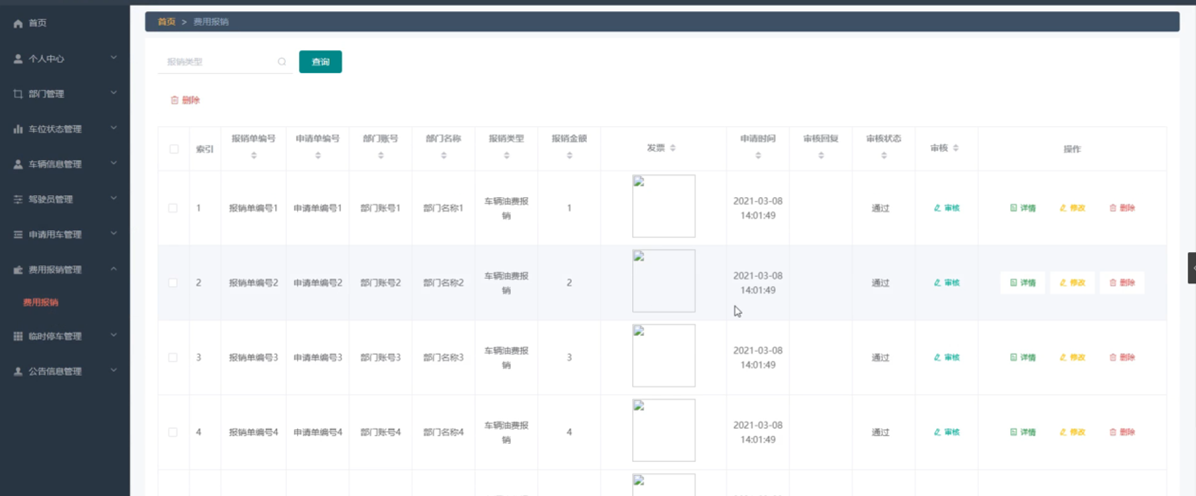 首页
个人中心
部门管理
车位状态管理
车辆信息管理
驾驶员管理
申请用车管理
费用报销管理
费用报销
临时停车管理
公告信息管理
首页 > 费用报销
报销类型 查询
删除
索引 报销单编号 申请单编号 部门账号 部门名称 报销类型 报销金额 发票 申请时间 审核回复 审核状态 审核 操作
1 报销单编号1 申请单编号1 部门账号1 部门名称1 车辆油费报销 1 2021-03-08 14:01:49 通过 审核 详情 修改 删除
2 报销单编号2 申请单编号2 部门账号2 部门名称2 车辆油费报销 2 2021-03-08 14:01:49 通过 审核 详情 修改 删除
3 报销单编号3 申请单编号3 部门账号3 部门名称3 车辆油费报销 3 2021-03-08 14:01:49 通过 审核 详情 修改 删除
4 报销单编号4 申请单编号4 部门账号4 部门名称4 车辆油费报销 4 2021-03-08 14:01:49 通过 审核 详情 修改 删除